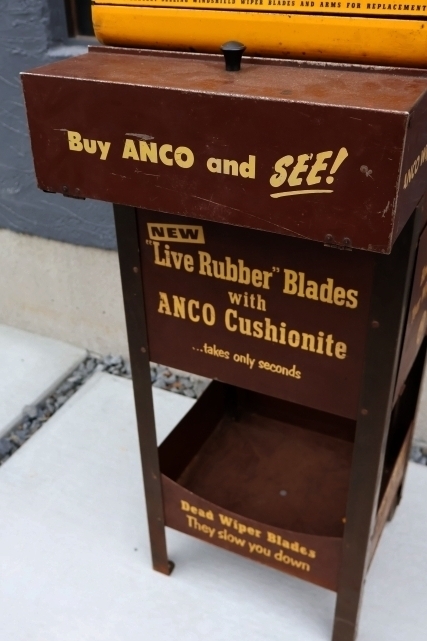 WINDSHIELD WIPER BLADES AND ARMS FOR REPLACEMENT
Buy ANCO and SEE!
ANCO
NEW
"Live Rubber" Blades
with
ANCO Cushionite
...takes only seconds
Dead Wiper Blades
They slow you down